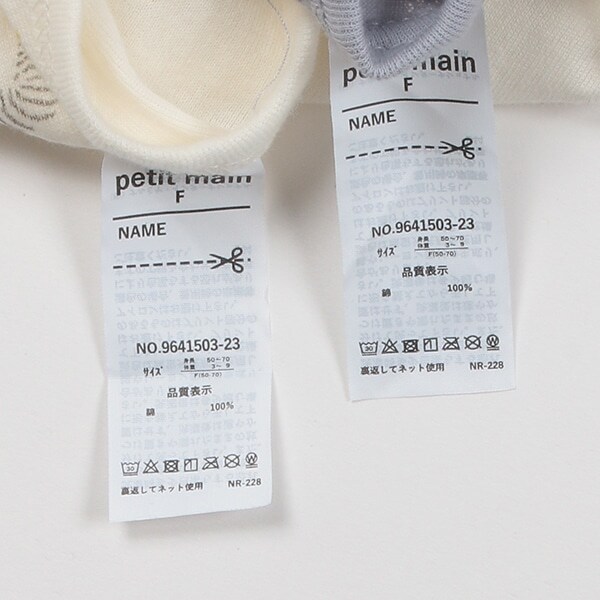 petit main
F
NAME
NO.9641503-23
サイズ 身長 50～70
体重 3～ 9
F(50-70)
品質表示
綿 100%
30
裏返してネット使用 NR-228
petit main
F
NAME
NO.9641503-23
サイズ 身長 50～70
体重 3～ 9
F(50-70)
品質表示
綿 100%
30
裏返してネット使用 NR-228